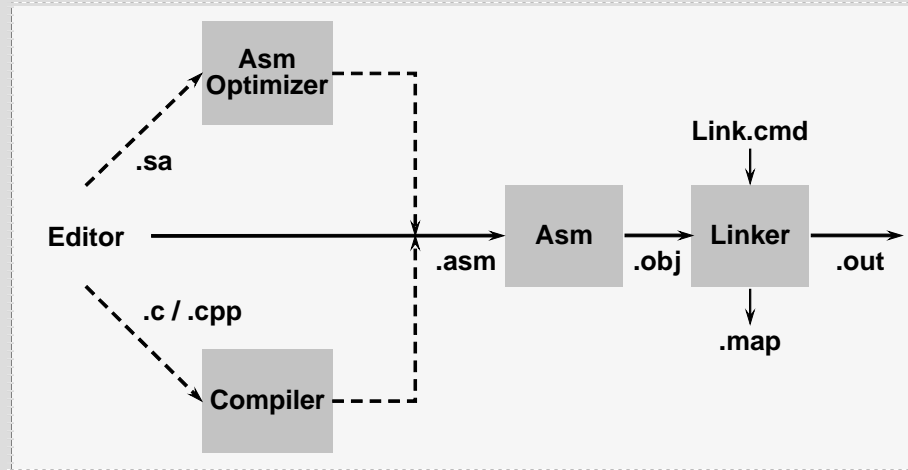 Asm
Optimizer
.sa
Link.cmd
Editor
.asm
Asm
.obj
Linker
.out
.c / .cpp
.map
Compiler